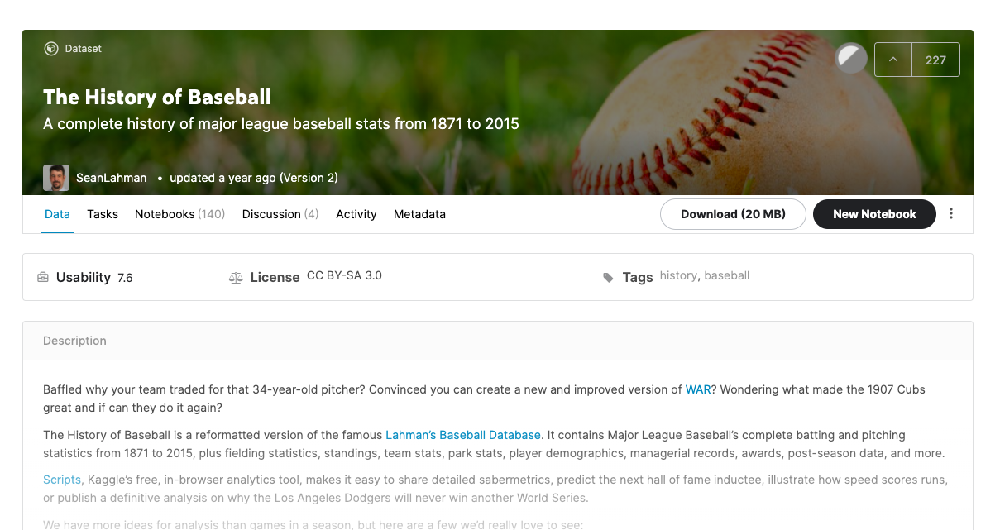 Dataset
227
The History of Baseball
A complete history of major league baseball stats from 1871 to 2015
SeanLahman • updated a year ago (Version 2)
Data Tasks Notebooks (140) Discussion (4) Activity Metadata Download (20 MB) New Notebook
Usability 7.6 License CC BY-SA 3.0 Tags history, baseball
Description
Baffled why your team traded for that 34-year-old pitcher? Convinced you can create a new and improved version of WAR? Wondering what made the 1907 Cubs
great and if can they do it again?
The History of Baseball is a reformatted version of the famous Lahman's Baseball Database. It contains Major League Baseball's complete batting and pitching
statistics from 1871 to 2015, plus fielding statistics, standings, team stats, park stats, player demographics, managerial records, awards, post-season data, and more.
Scripts, Kaggle's free, in-browser analytics tool, makes it easy to share detailed sabermetrics, predict the next hall of fame inductee, illustrate how speed scores runs,
or publish a definitive analysis on why the Los Angeles Dodgers will never win another World Series.
We have more ideas for analysis than games in a season, but here are a few we'd really love to see: